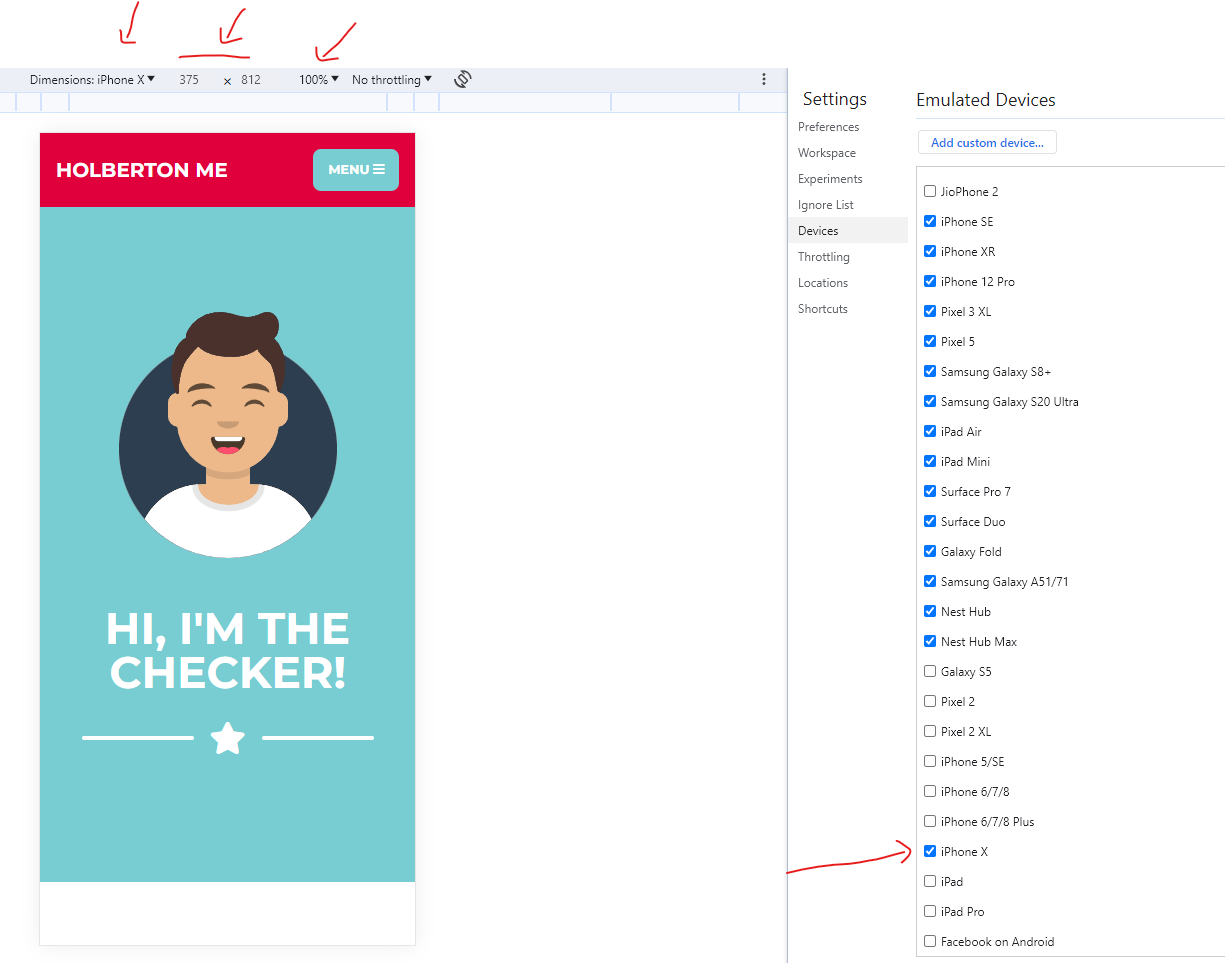 Dimensions: iPhone X ▼ 375 × 812 100% ▼ No throttling ▼
HOLBERTON ME
MENU
HI, I'M THE
CHECKER!
Settings
Preferences
Workspace
Experiments
Ignore List
Devices
Throttling
Locations
Shortcuts
Emulated Devices
Add custom device...
JioPhone 2
iPhone SE
iPhone XR
iPhone 12 Pro
Pixel 3 XL
Pixel 5
Samsung Galaxy S8+
Samsung Galaxy S20 Ultra
iPad Air
iPad Mini
Surface Pro 7
Surface Duo
Galaxy Fold
Samsung Galaxy A51/71
Nest Hub
Nest Hub Max
Galaxy S5
Pixel 2
Pixel 2 XL
iPhone 5/SE
iPhone 6/7/8
iPhone 6/7/8 Plus
iPhone X
iPad
iPad Pro
Facebook on Android